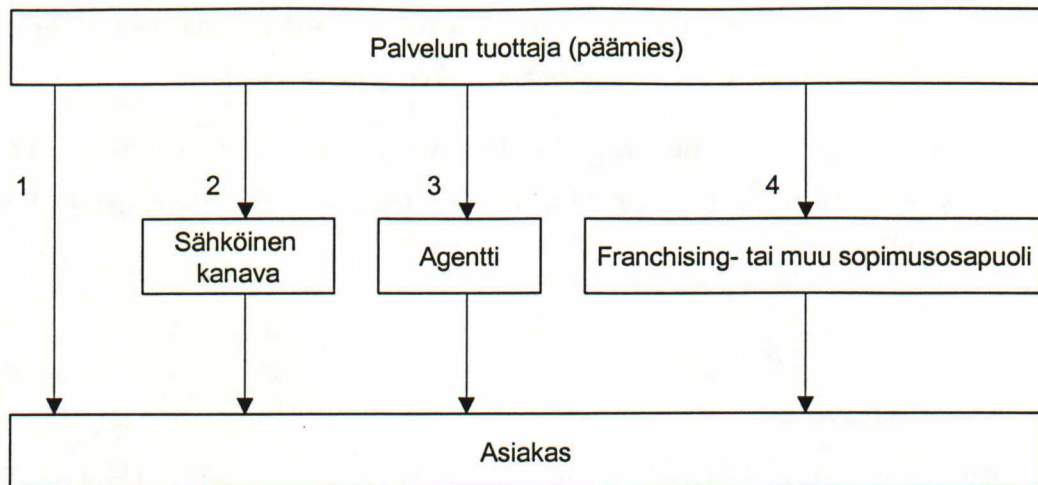 Palvelun tuottaja (päämies)
1
2
3
4
Sähköinen
kanava
Agentti
Franchising- tai muu sopimusosapuoli
Asiakas